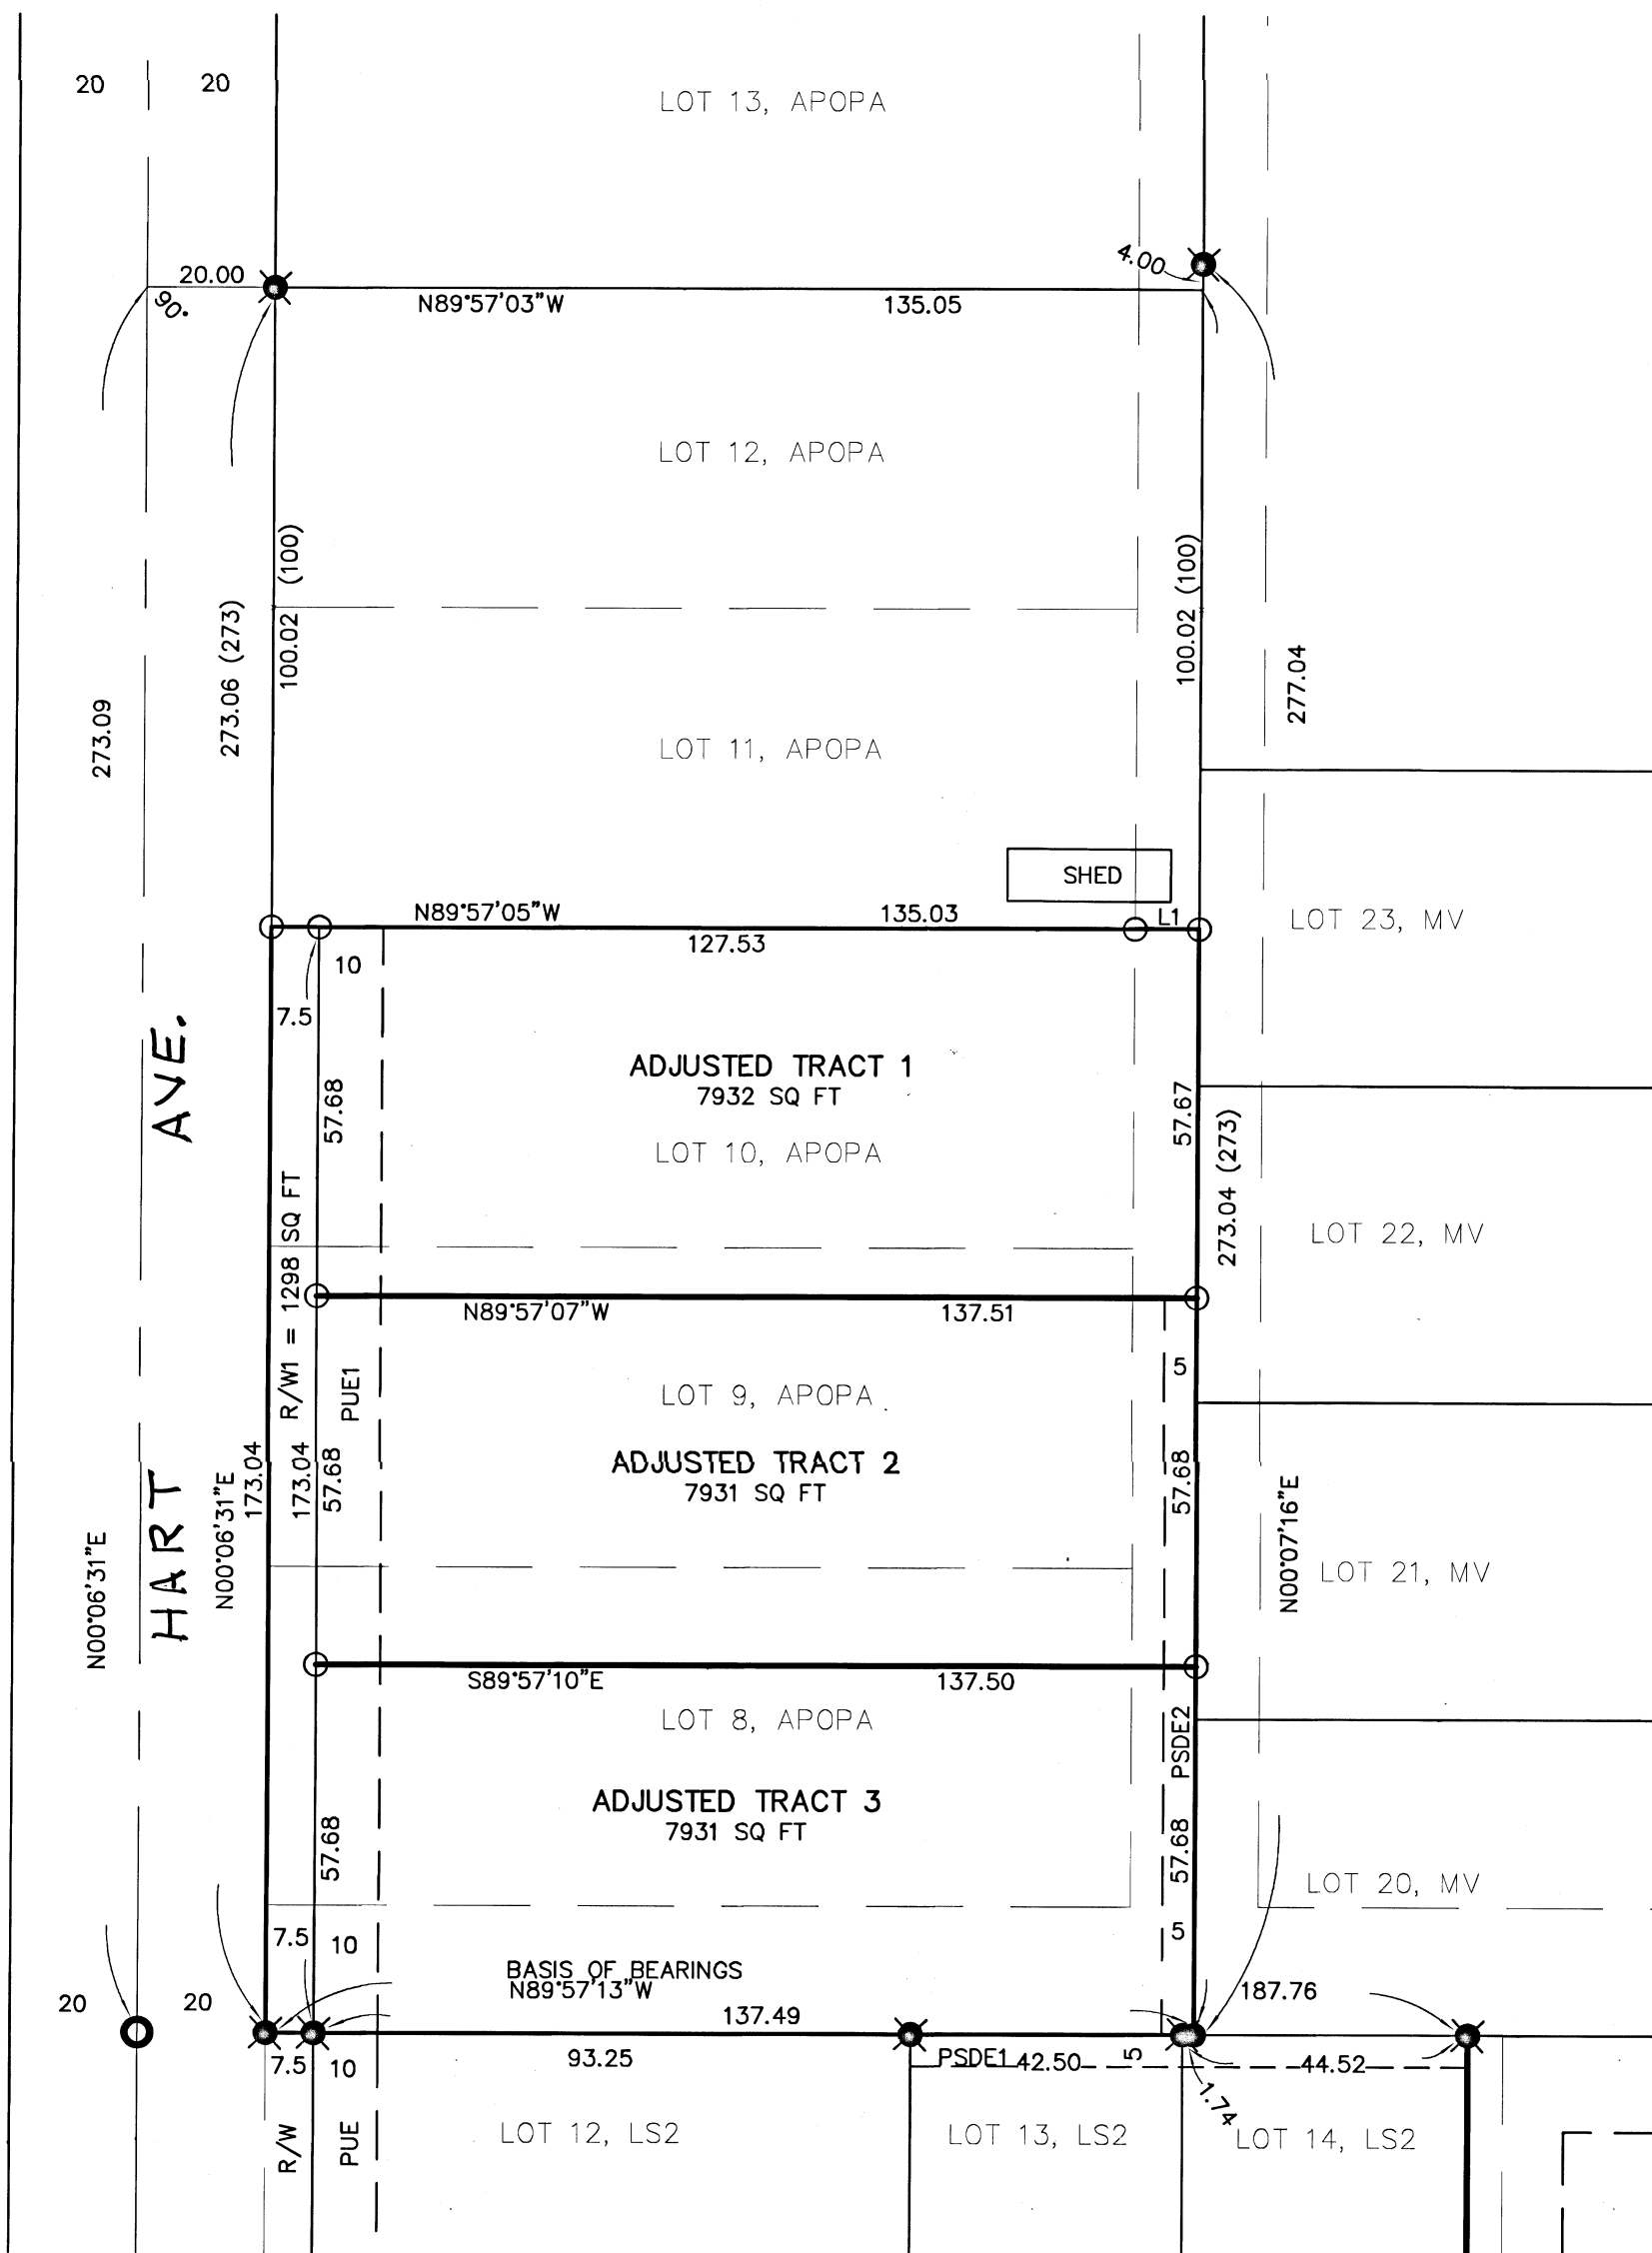 20
20
LOT 13, APOPA
4.00
20.00
90°
N89°57'03"W
135.05
LOT 12, APOPA
(100)
100.02
(100)
100.02
273.06 (273)
277.04
273.09
LOT 11, APOPA
SHED
N89°57'05"W
135.03
L1
127.53
LOT 23, MV
10
7.5
AVE.
ADJUSTED TRACT 1
7932 SQ FT
57.68
57.67
LOT 10, APOPA
273.04 (273)
R/W1 = 1298 SQ FT
LOT 22, MV
N89°57'07"W
137.51
5
PUE1
LOT 9, APOPA
ADJUSTED TRACT 2
7931 SQ FT
173.04
173.04
57.68
57.68
N00°06'31"E
N00°06'31"E
HART
N00°07'16"E
LOT 21, MV
S89°57'10"E
137.50
LOT 8, APOPA
PSDE2
ADJUSTED TRACT 3
7931 SQ FT
57.68
57.68
LOT 20, MV
7.5
10
5
BASIS OF BEARINGS
N89°57'13"W
187.76
20
20
137.49
7.5
10
93.25
PSDE1
42.50
5
44.52
1.74
R/W
PUE
LOT 12, LS2
LOT 13, LS2
LOT 14, LS2